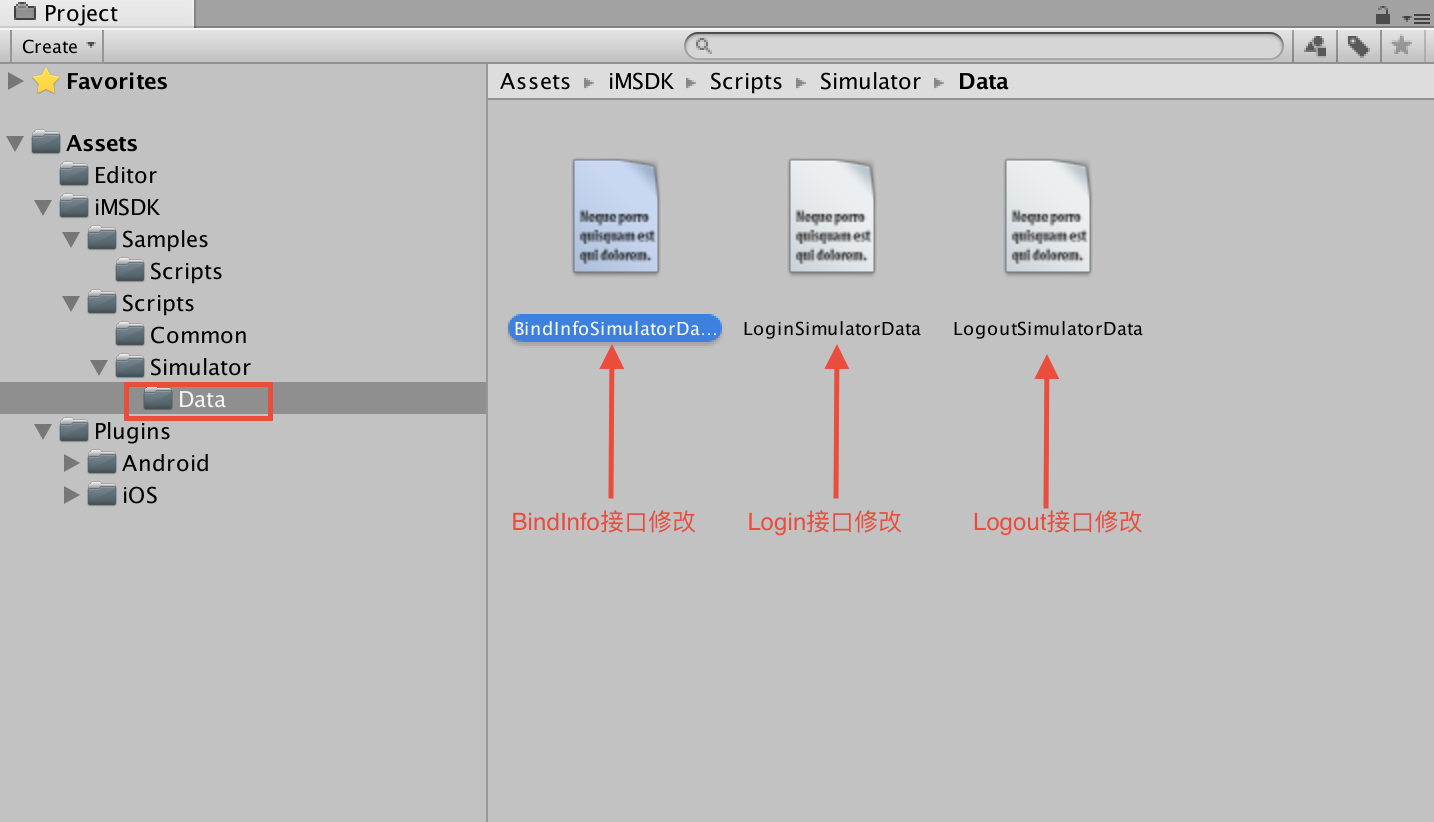 Project
Create
Favorites
Assets
Editor
iMSDK
Samples
Scripts
Scripts
Common
Simulator
Data
Plugins
Android
iOS
Assets iMSDK Scripts Simulator Data
Neque porro
quisquam est
qui dolorem.
Neque porro
quisquam est
qui dolorem.
Neque porro
quisquam est
qui dolorem.
BindInfoSimulatorDa... LoginSimulatorData LogoutSimulatorData
BindInfo接口修改 Login接口修改 Logout接口修改